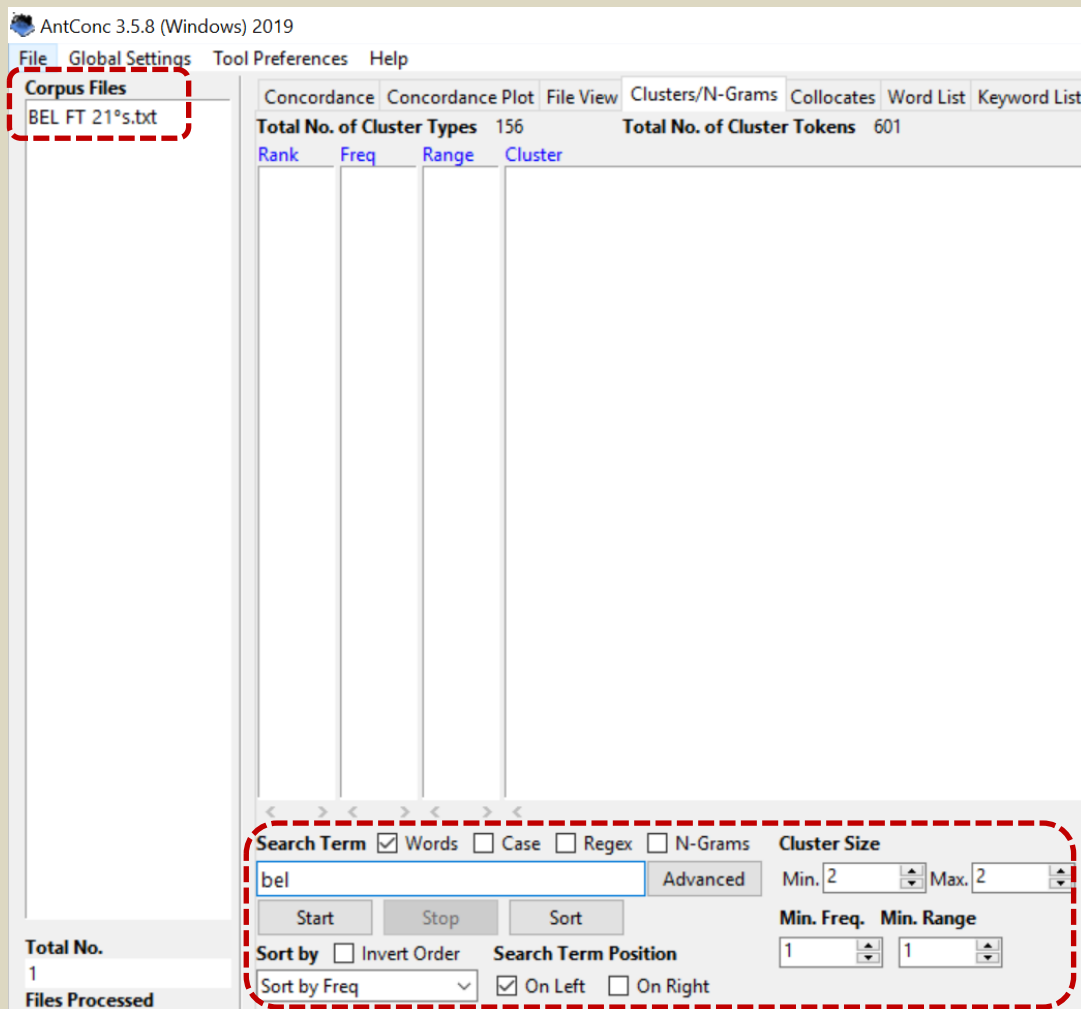 AntConc 3.5.8 (Windows) 2019
File Global Settings Tool Preferences Help
Corpus Files
BEL FT 21°s.txt
Concordance Concordance Plot File View Clusters/N-Grams Collocates Word List Keyword List
Total No. of Cluster Types 156 Total No. of Cluster Tokens 601
Rank Freq Range Cluster
Search Term Words Case Regex N-Grams Cluster Size
bel Advanced Min. 2 Max. 2
Start Stop Sort Min. Freq. Min. Range
Sort by Invert Order Search Term Position 1 1
Sort by Freq On Left On Right
Total No.
1
Files Processed